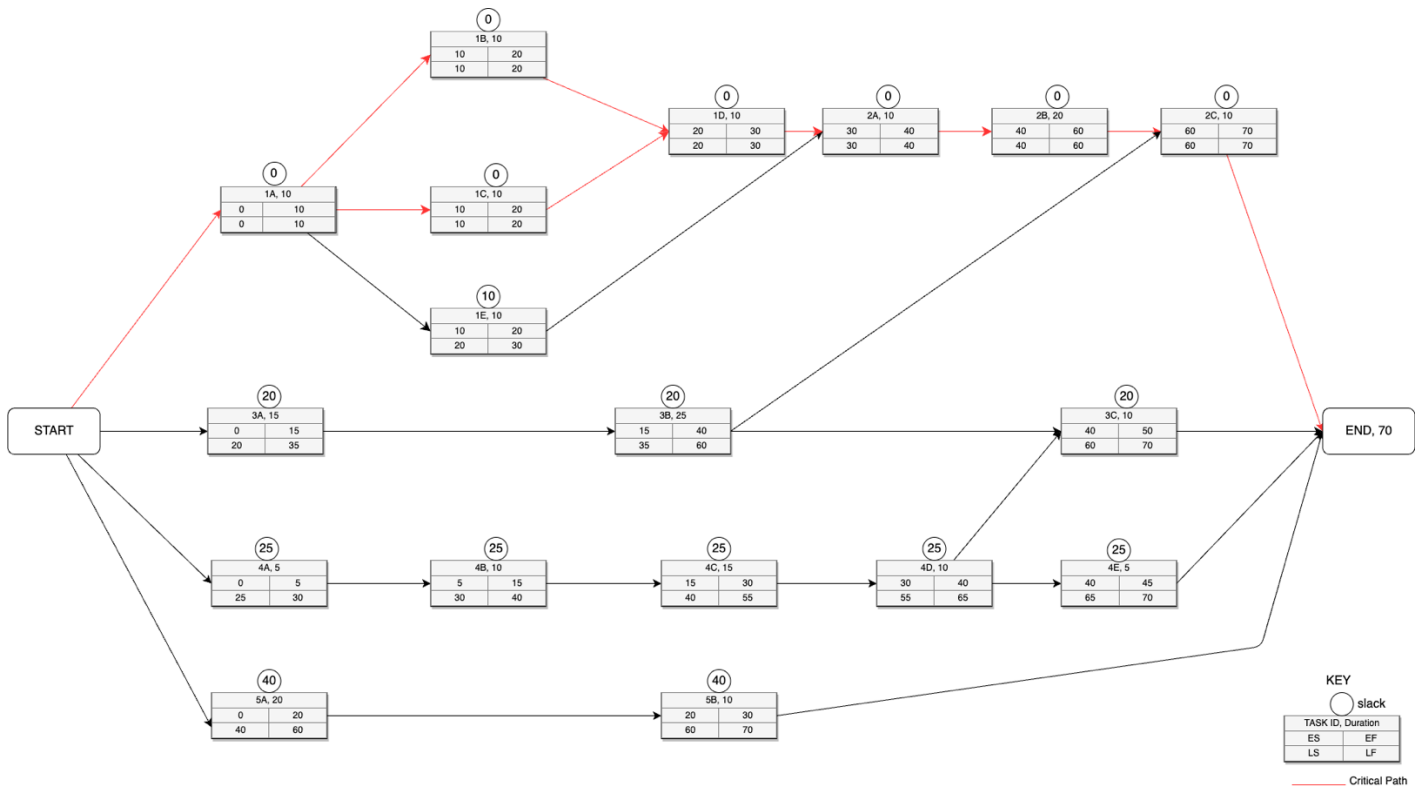 0
1B, 10
10 20
10 20
0
1D, 10
20 30
20 30
0
2A, 10
30 40
30 40
0
2B, 20
40 60
40 60
0
2C, 10
60 70
60 70
0
1A, 10
0 10
0 10
0
1C, 10
10 20
10 20
10
1E, 10
10 20
20 30
START
20
3A, 15
0 15
20 35
20
3B, 25
15 40
35 60
20
3C, 10
40 50
60 70
END, 70
25
4A, 5
0 5
25 30
25
4B, 10
5 15
30 40
25
4C, 15
15 30
40 55
25
4D, 10
30 40
55 65
25
4E, 5
40 45
65 70
40
5A, 20
0 20
40 60
40
5B, 10
20 30
60 70
KEY
slack
TASK ID, Duration
ES EF
LS LF
Critical Path